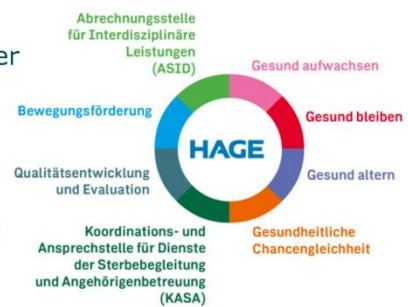 er
Abrechnungsstelle
für Interdisziplinäre
Leistungen
(ASID)
Gesund aufwachsen
Bewegungsförderung
Gesund bleiben
HAGE
Qualitätsentwicklung
und Evaluation
Gesund altern
Koordinations- und
Ansprechstelle für Dienste
der Sterbebegleitung
und Angehörigenbetreuung
(KASA)
Gesundheitliche
Chancengleichheit